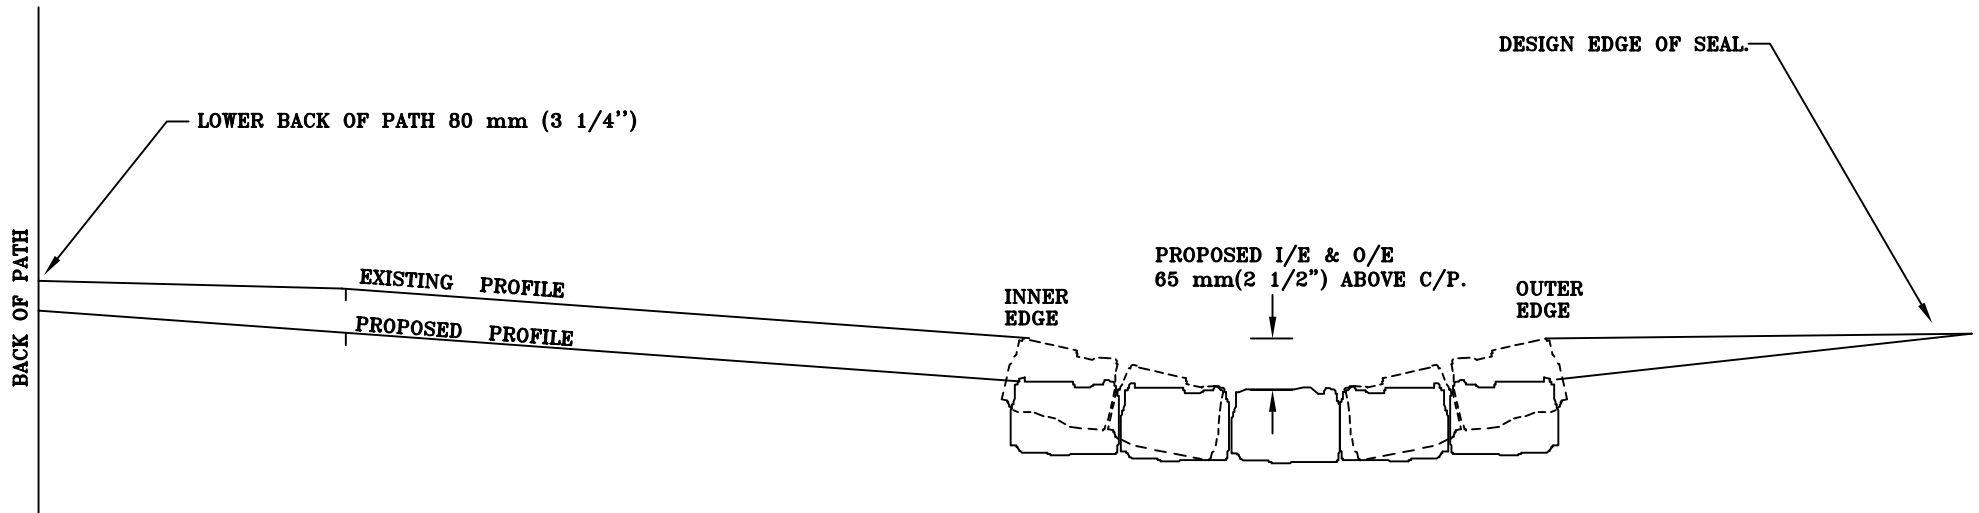 DESIGN EDGE OF SEAL.
LOWER BACK OF PATH 80 mm (3 1/4'')
BACK OF PATH
EXISTING PROFILE
PROPOSED PROFILE
INNER
EDGE
PROPOSED I/E & O/E
65 mm(2 1/2") ABOVE C/P.
OUTER
EDGE